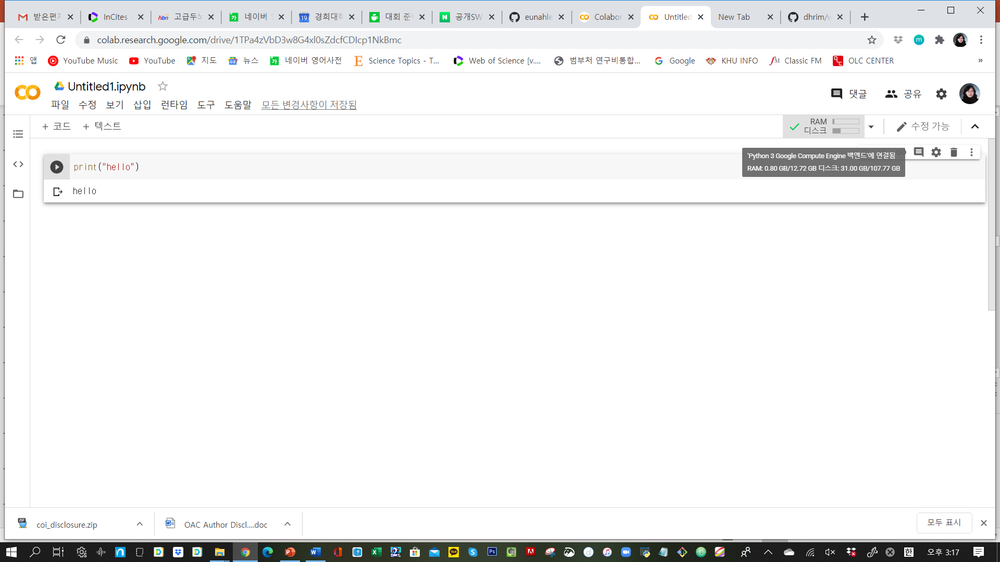 받은편지
InCites
hbn 고급두뇌
네이버
19 경희대학
대회 준비
N 공개SW
eunahle
Colabor
Untitled
New Tab
dhrim/w
colab.research.google.com/drive/1TPa4zVbD3w8G4xl0sZdcfCDIcp1NkBmc
앱
YouTube Music
YouTube
지도
뉴스
네이버 영어사전
Science Topics - T...
Web of Science [v....
범부처 연구비통합...
Google
KHU INFO
Classic FM
OLC CENTER
»
Untitled1.ipynb
댓글
공유
파일 수정 보기 삽입 런타임 도구 도움말 모든 변경사항이 저장됨
+ 코드 + 텍스트
RAM
디스크
수정 가능
'Python 3 Google Compute Engine 백엔드'에 연결됨
RAM: 0.80 GB/12.72 GB 디스크: 31.00 GB/107.77 GB
print("hello")
hello
coi_disclosure.zip
OAC Author Discl....doc
모두 표시
한
오후 3:17